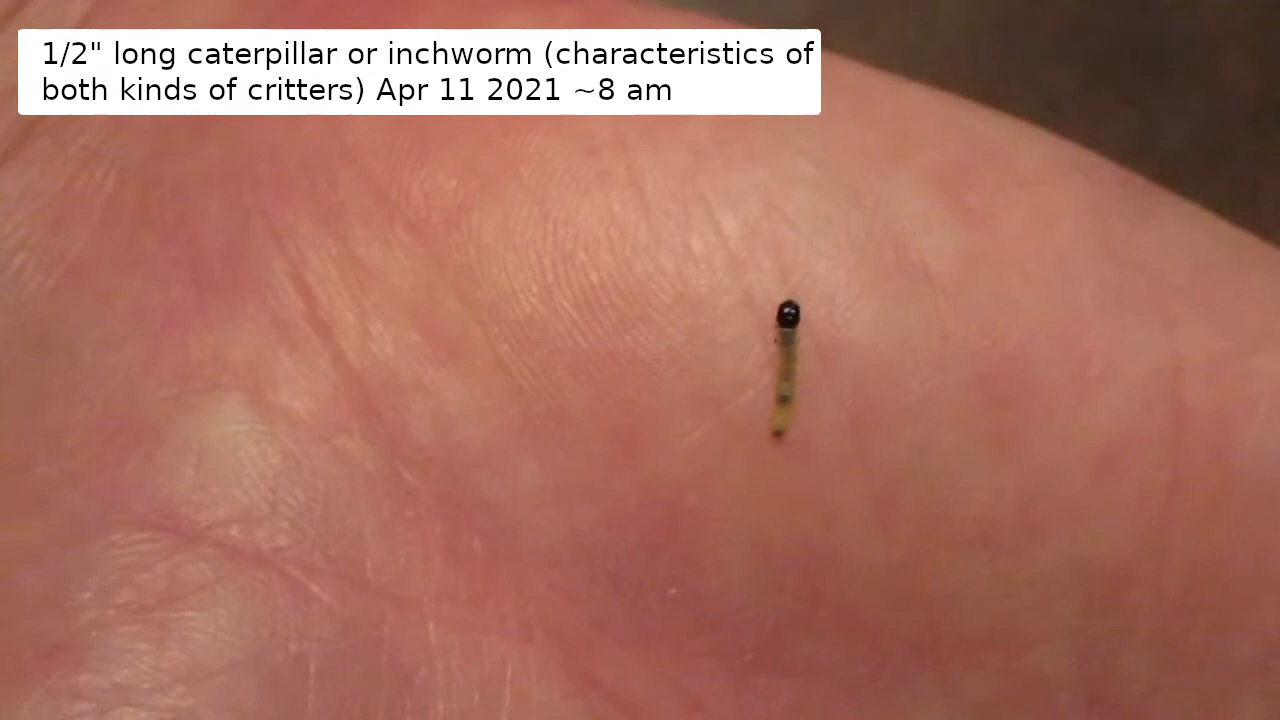 1/2" long caterpillar or inchworm (characteristics of
both kinds of critters) Apr 11 2021 ~8 am